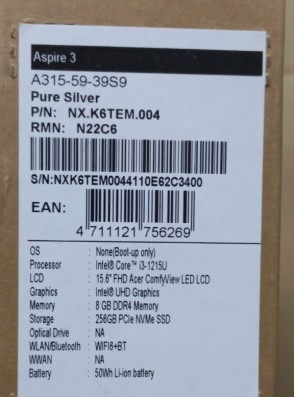 Aspire 3
A315-59-39S9
Pure Silver
P/N: NX.K6TEM.004
RMN: N22C6
S/N:NXK6TEM0044110E62C3400
EAN:
4 711121 756269
OS : None(Boot-up only)
Processor : Intel® Core™ i3-1215U
LCD : 15.6" FHD Acer ComfyView LED LCD
Graphics : Intel® UHD Graphics
Memory : 8 GB DDR4 Memory
Storage : 256GB PCIe NVMe SSD
Optical Drive : NA
WLAN/Bluetooth : WIFI6+BT
WWAN : NA
Battery : 50Wh Li-ion battery